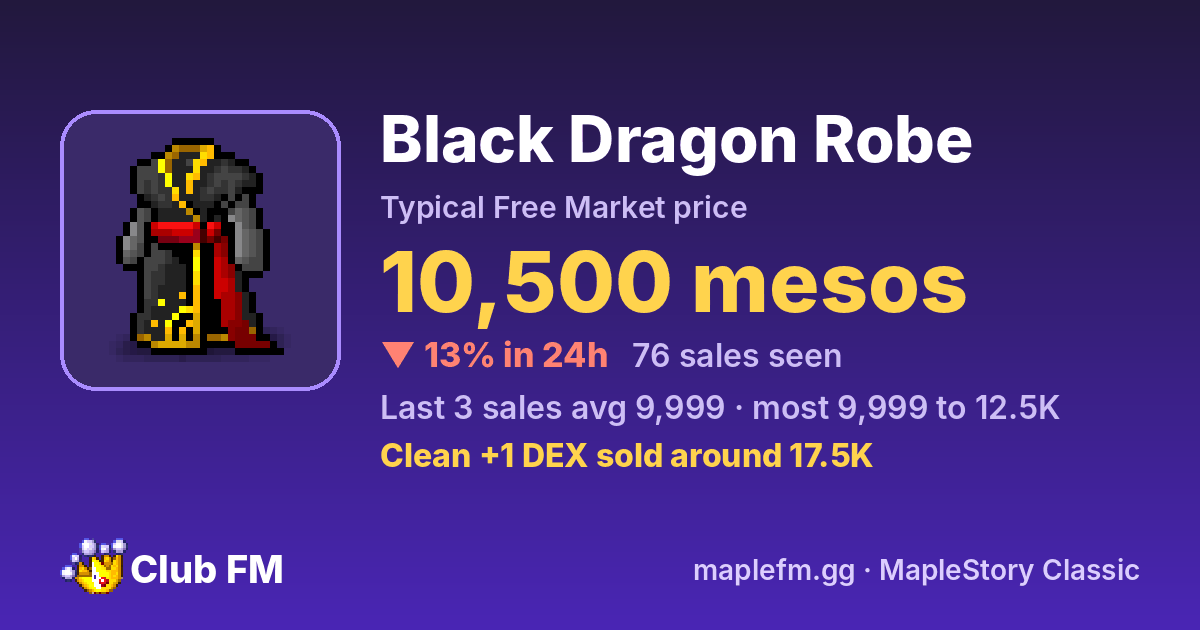 Black Dragon Robe
Typical Free Market price
10,500 mesos
▼ 13% in 24h 76 sales seen
Last 3 sales avg 9,999 · most 9,999 to 12.5K
Clean +1 DEX sold around 17.5K
Club FM
maplefm.gg · MapleStory Classic